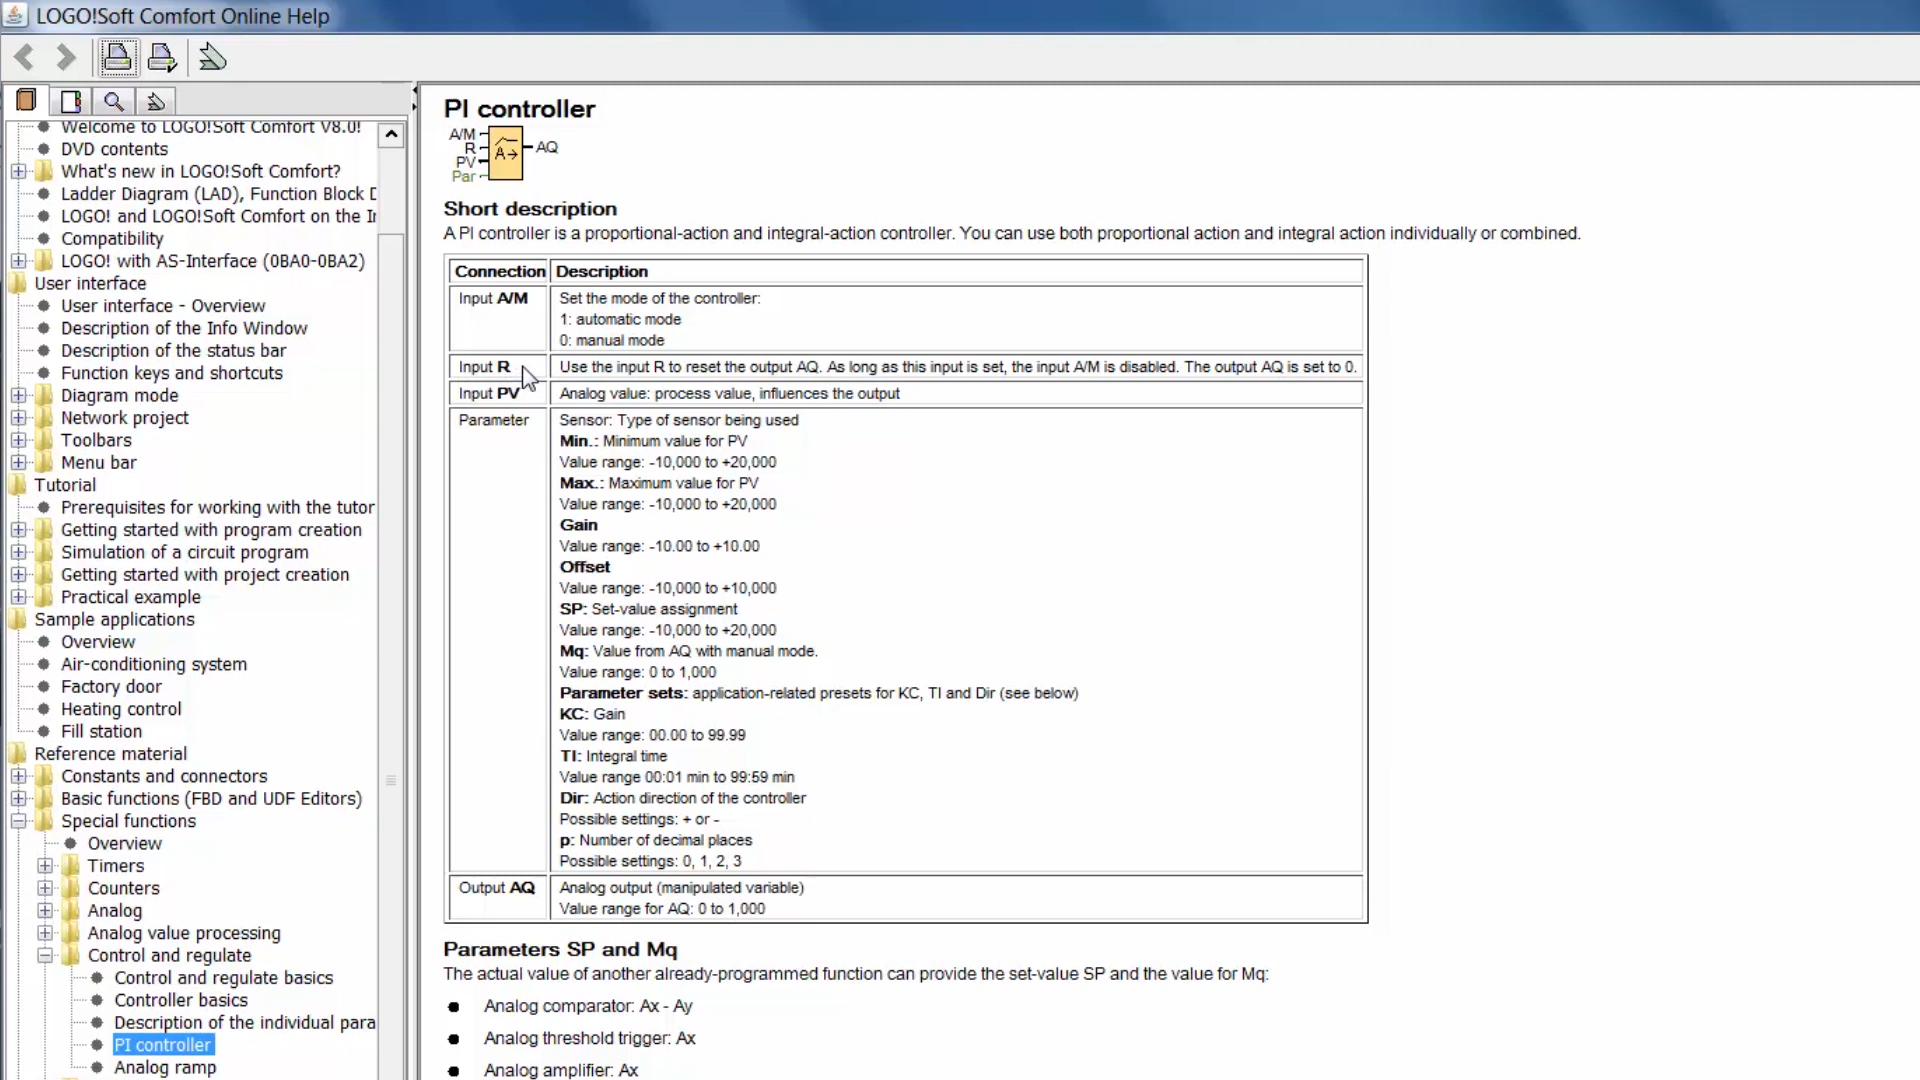 LOGO!Soft Comfort Online Help
Welcome to LOGO!Soft Comfort V8.0!
DVD contents
What's new in LOGO!Soft Comfort?
Ladder Diagram (LAD), Function Block D
LOGO! and LOGO!Soft Comfort on the In
Compatibility
LOGO! with AS-Interface (0BA0-0BA2)
User interface
User interface - Overview
Description of the Info Window
Description of the status bar
Function keys and shortcuts
Diagram mode
Network project
Toolbars
Menu bar
Tutorial
Prerequisites for working with the tutor
Getting started with program creation
Simulation of a circuit program
Getting started with project creation
Practical example
Sample applications
Overview
Air-conditioning system
Factory door
Heating control
Fill station
Reference material
Constants and connectors
Basic functions (FBD and UDF Editors)
Special functions
Overview
Timers
Counters
Analog
Analog value processing
Control and regulate
Control and regulate basics
Controller basics
Description of the individual para
PI controller
Analog ramp
PI controller
A/M
R
PV
Par
A→
AQ
Short description
A PI controller is a proportional-action and integral-action controller. You can use both proportional action and integral action individually or combined.
Connection Description
Input A/M Set the mode of the controller:
1: automatic mode
0: manual mode
Input R Use the input R to reset the output AQ. As long as this input is set, the input A/M is disabled. The output AQ is set to 0.
Input PV Analog value: process value, influences the output
Parameter Sensor: Type of sensor being used
Min.: Minimum value for PV
Value range: -10,000 to +20,000
Max.: Maximum value for PV
Value range: -10,000 to +20,000
Gain
Value range: -10.00 to +10.00
Offset
Value range: -10,000 to +10,000
SP: Set-value assignment
Value range: -10,000 to +20,000
Mq: Value from AQ with manual mode.
Value range: 0 to 1,000
Parameter sets: application-related presets for KC, TI and Dir (see below)
KC: Gain
Value range: 00.00 to 99.99
TI: Integral time
Value range 00:01 min to 99:59 min
Dir: Action direction of the controller
Possible settings: + or -
p: Number of decimal places
Possible settings: 0, 1, 2, 3
Output AQ Analog output (manipulated variable)
Value range for AQ: 0 to 1,000
Parameters SP and Mq
The actual value of another already-programmed function can provide the set-value SP and the value for Mq:
Analog comparator: Ax - Ay
Analog threshold trigger: Ax
Analog amplifier: Ax